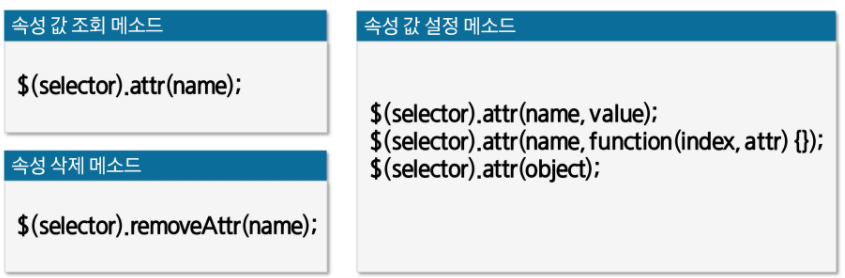 속성 값 조회 메소드
$(selector).attr(name);
속성 삭제 메소드
$(selector).removeAttr(name);
속성 값 설정 메소드
$(selector).attr(name, value);
$(selector).attr(name, function(index, attr) {});
$(selector).attr(object);